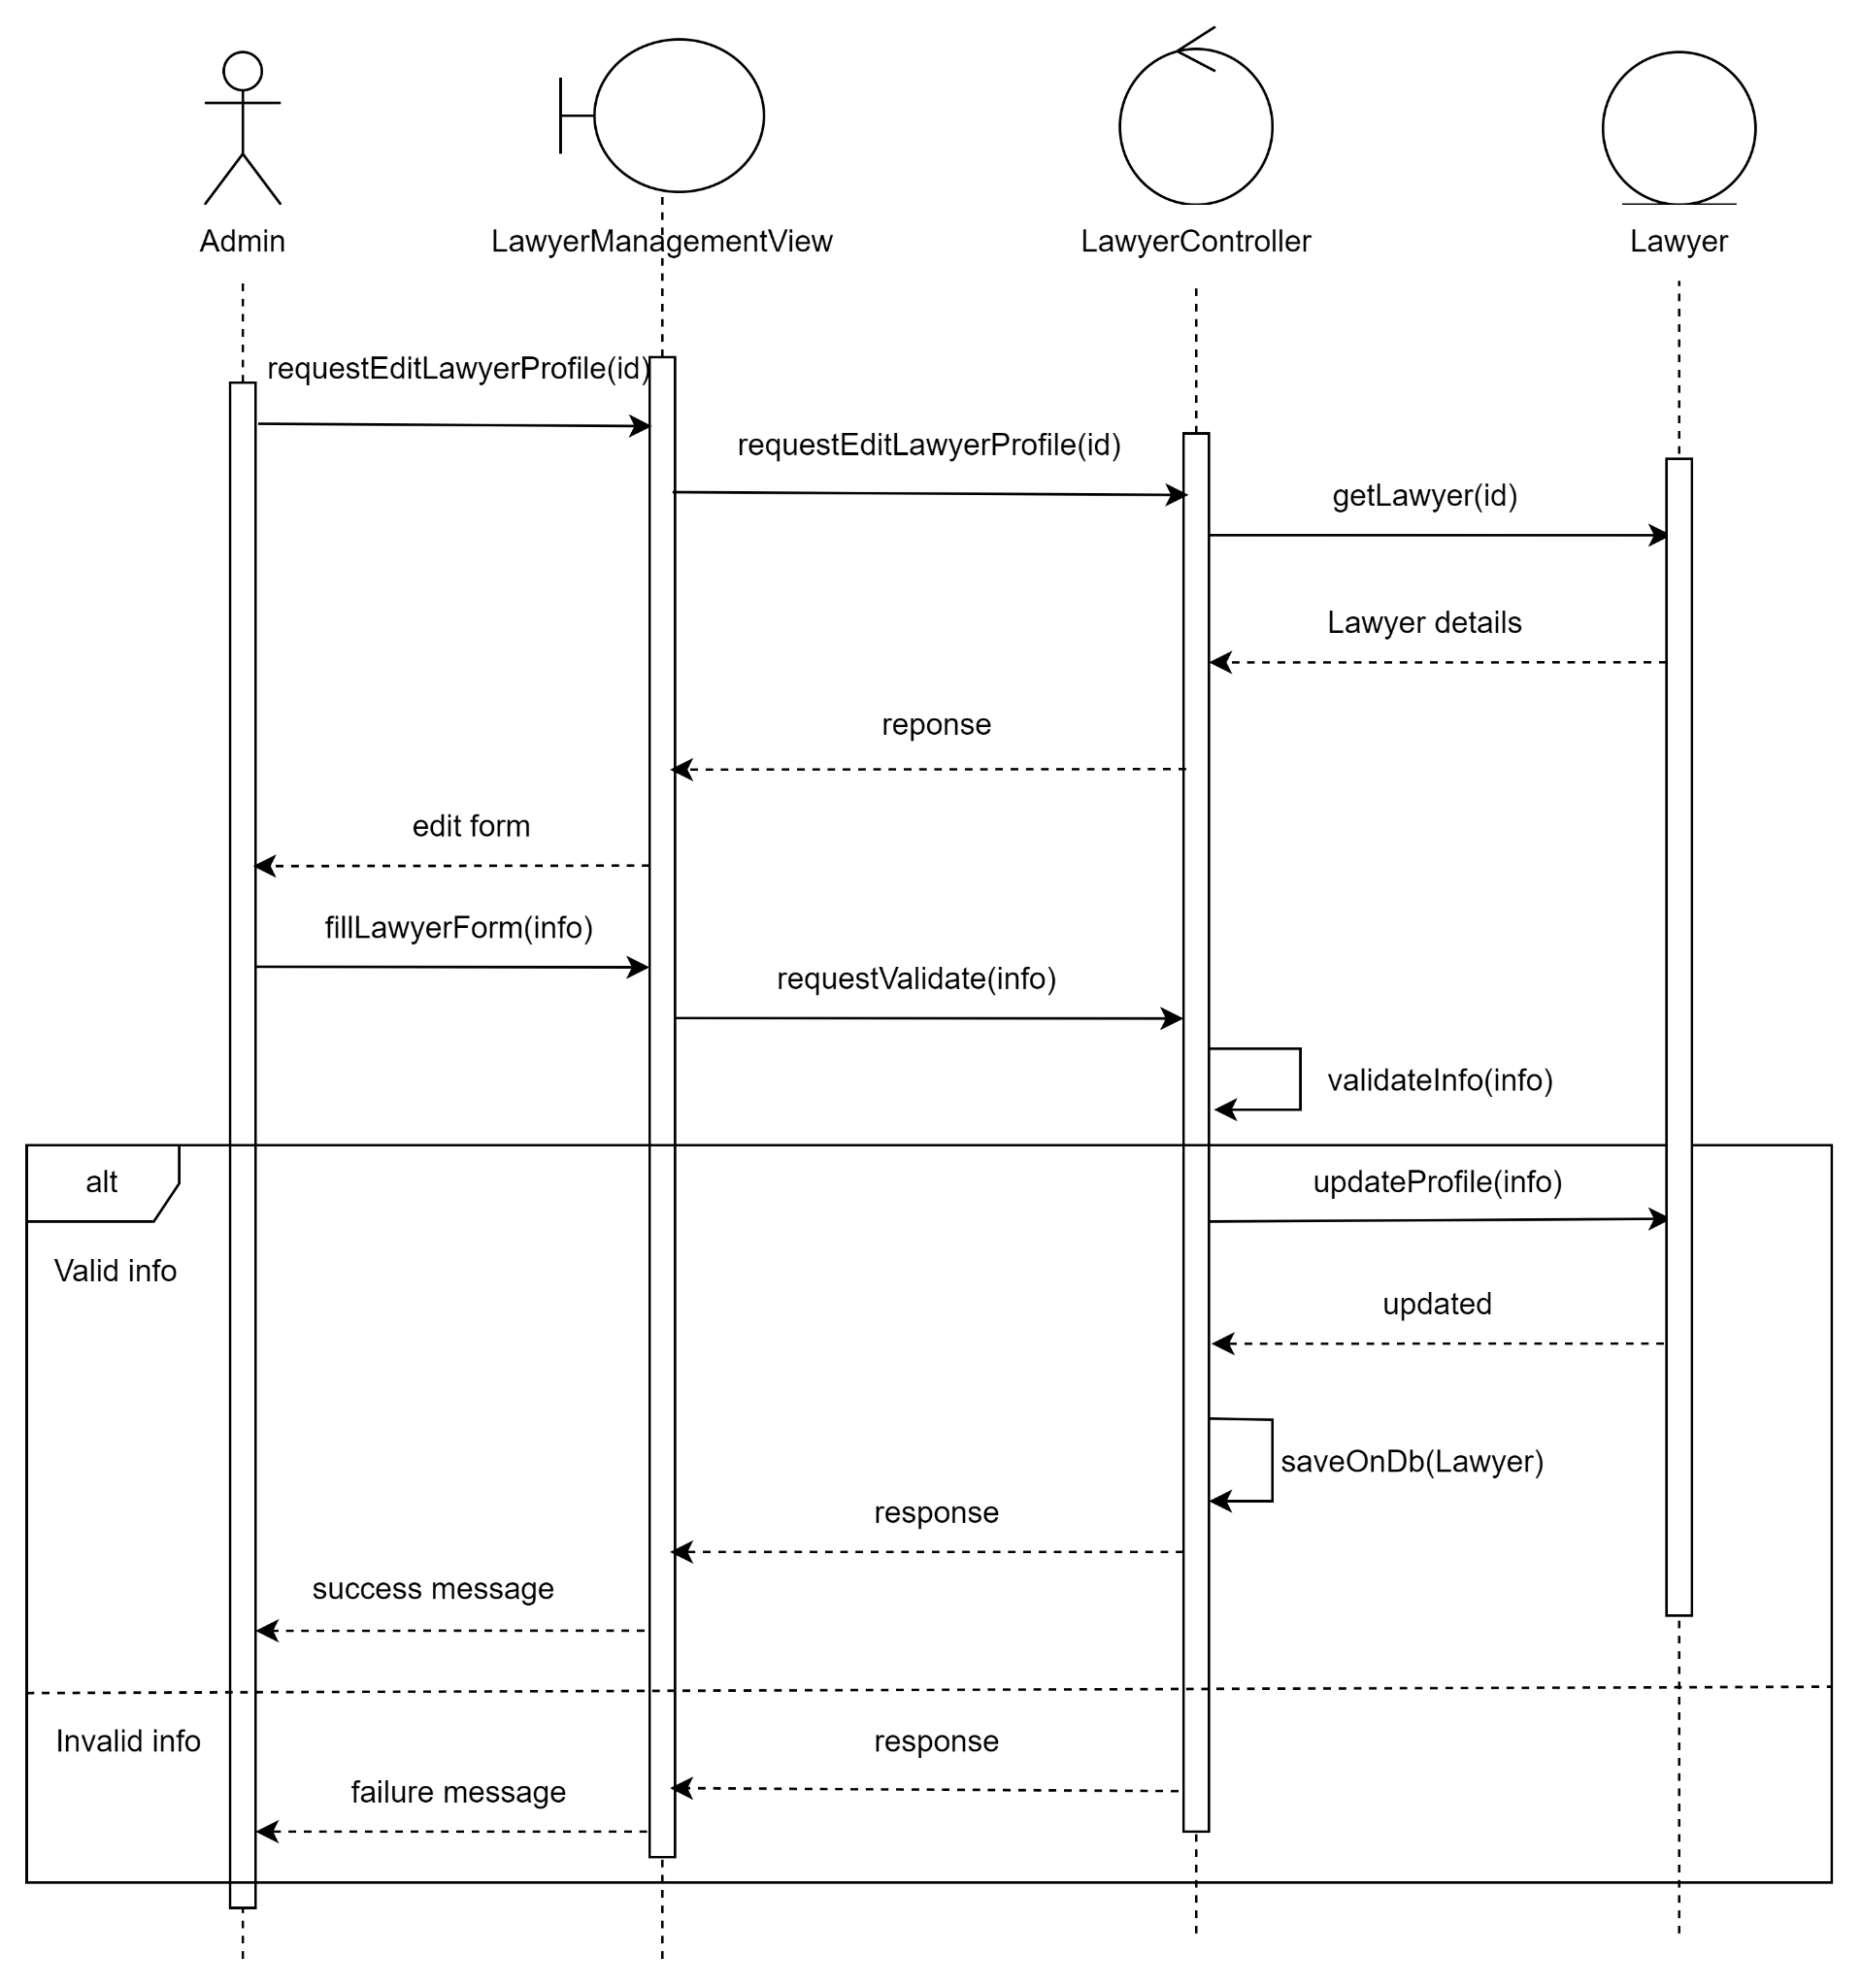 Admin
LawyerManagementView
LawyerController
Lawyer
requestEditLawyerProfile(id)
requestEditLawyerProfile(id)
getLawyer(id)
Lawyer details
reponse
edit form
fillLawyerForm(info)
requestValidate(info)
validateInfo(info)
alt
updateProfile(info)
Valid info
updated
saveOnDb(Lawyer)
response
success message
Invalid info
response
failure message